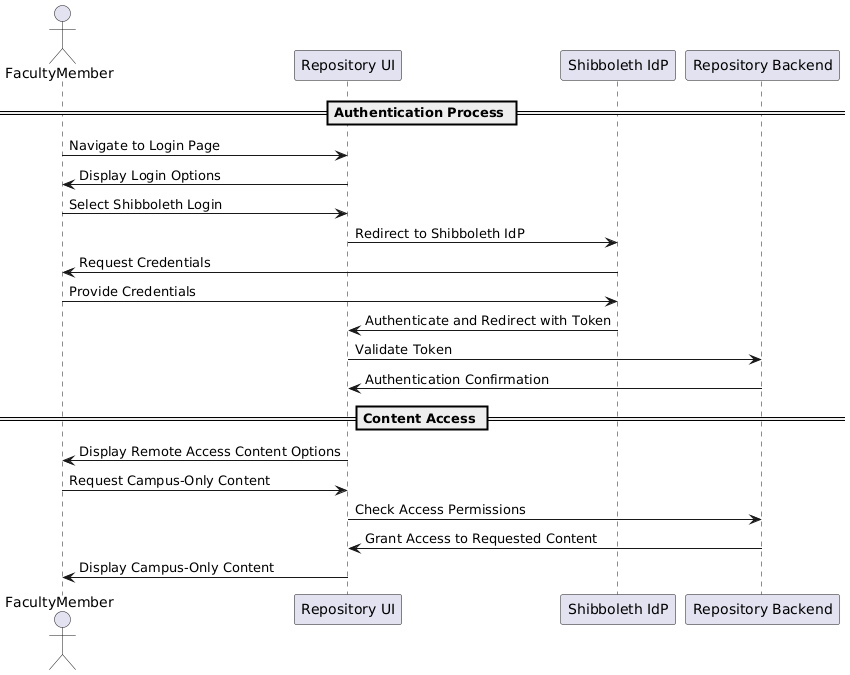 FacultyMember
Repository UI
Shibboleth IdP
Repository Backend
Authentication Process
Navigate to Login Page
Display Login Options
Select Shibboleth Login
Redirect to Shibboleth IdP
Request Credentials
Provide Credentials
Authenticate and Redirect with Token
Validate Token
Authentication Confirmation
Content Access
Display Remote Access Content Options
Request Campus-Only Content
Check Access Permissions
Grant Access to Requested Content
Display Campus-Only Content
FacultyMember
Repository UI
Shibboleth IdP
Repository Backend